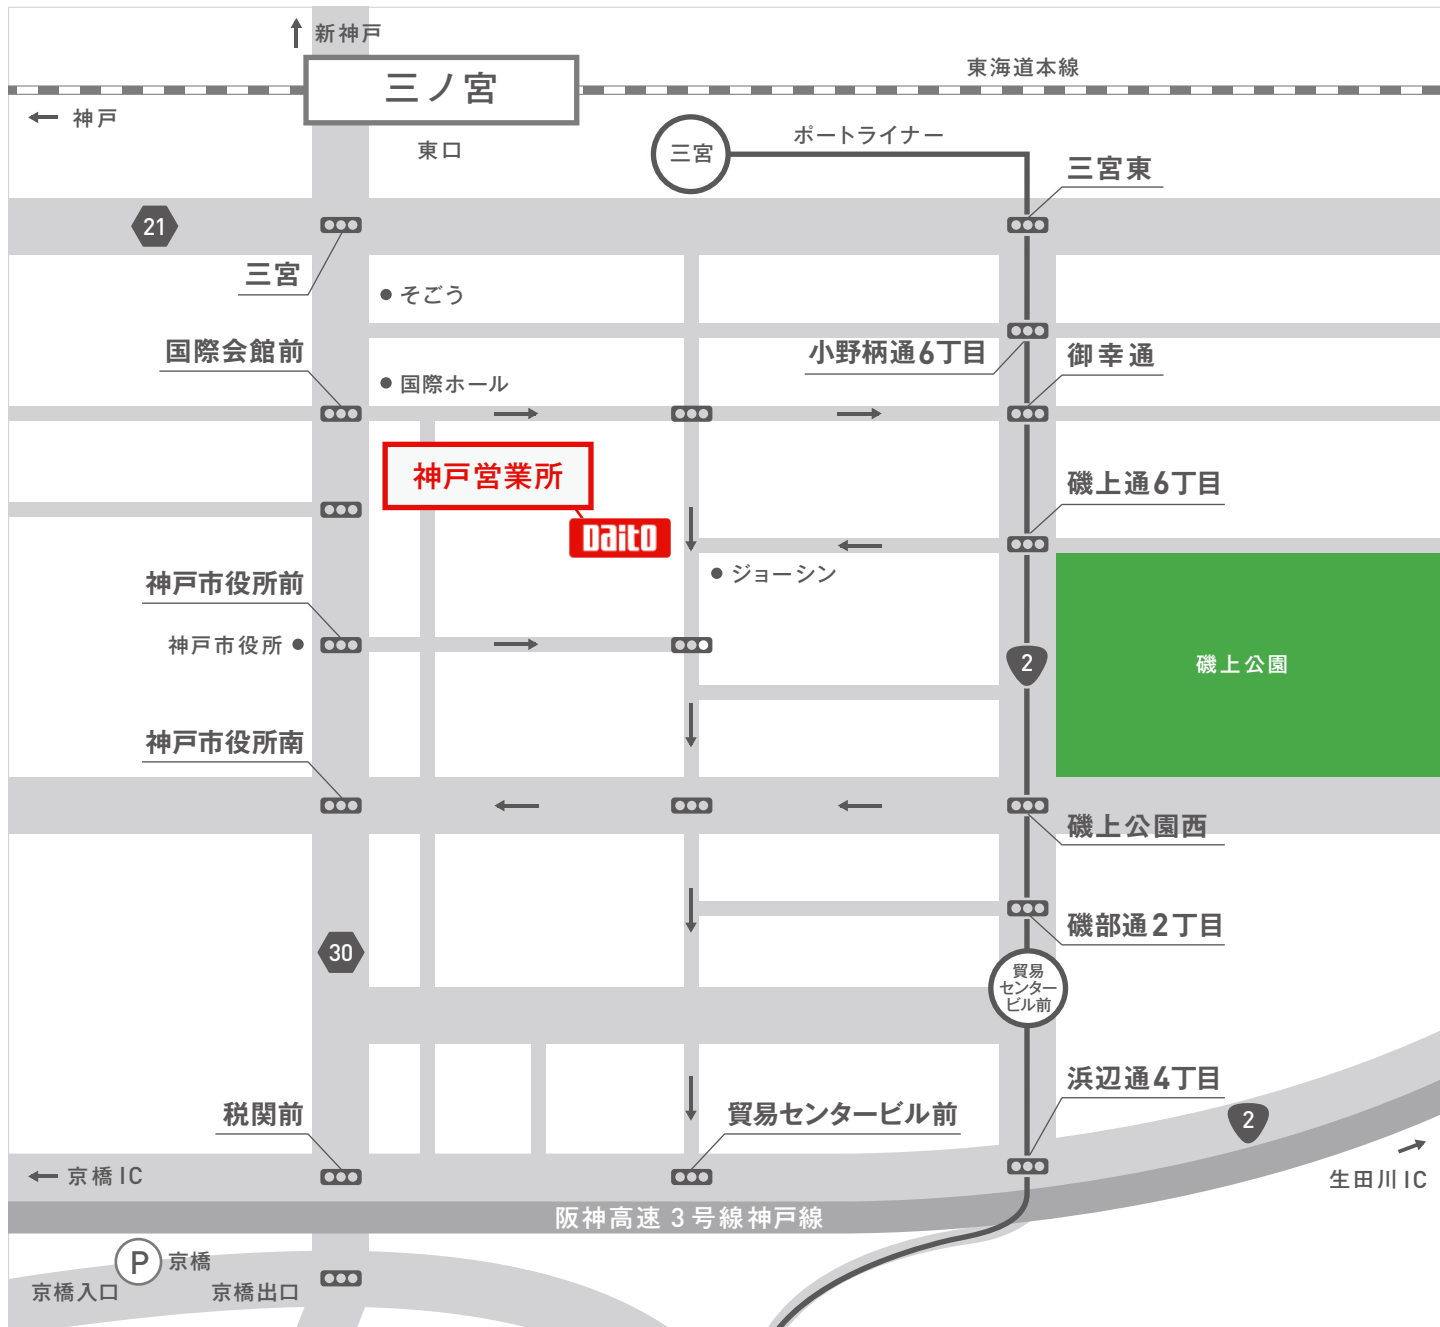 新神戸
三ノ宮
東海道本線
神戸
東口
三宮
ポートライナー
三宮東
21
三宮
そごう
国際会館前
小野柄通6丁目
御幸通
国際ホール
神戸営業所
磯上通6丁目
Daito
ジョーシン
神戸市役所前
神戸市役所
2
磯上公園
神戸市役所南
磯上公園西
磯部通2丁目
30
貿易
センター
ビル前
浜辺通4丁目
税関前
貿易センタービル前
2
京橋IC
生田川IC
阪神高速3号線神戸線
P
京橋
京橋入口
京橋出口